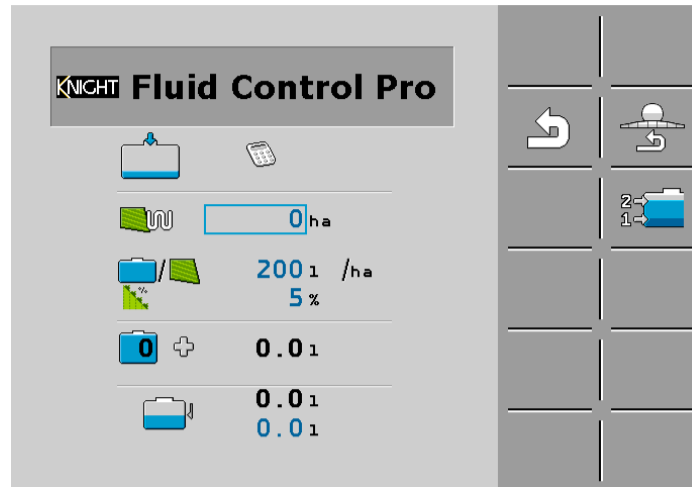 KNIGHT Fluid Control Pro
0 ha
200 l /ha
% 5 %
0 0.0 l
0.0 l
0.0 l
2
1